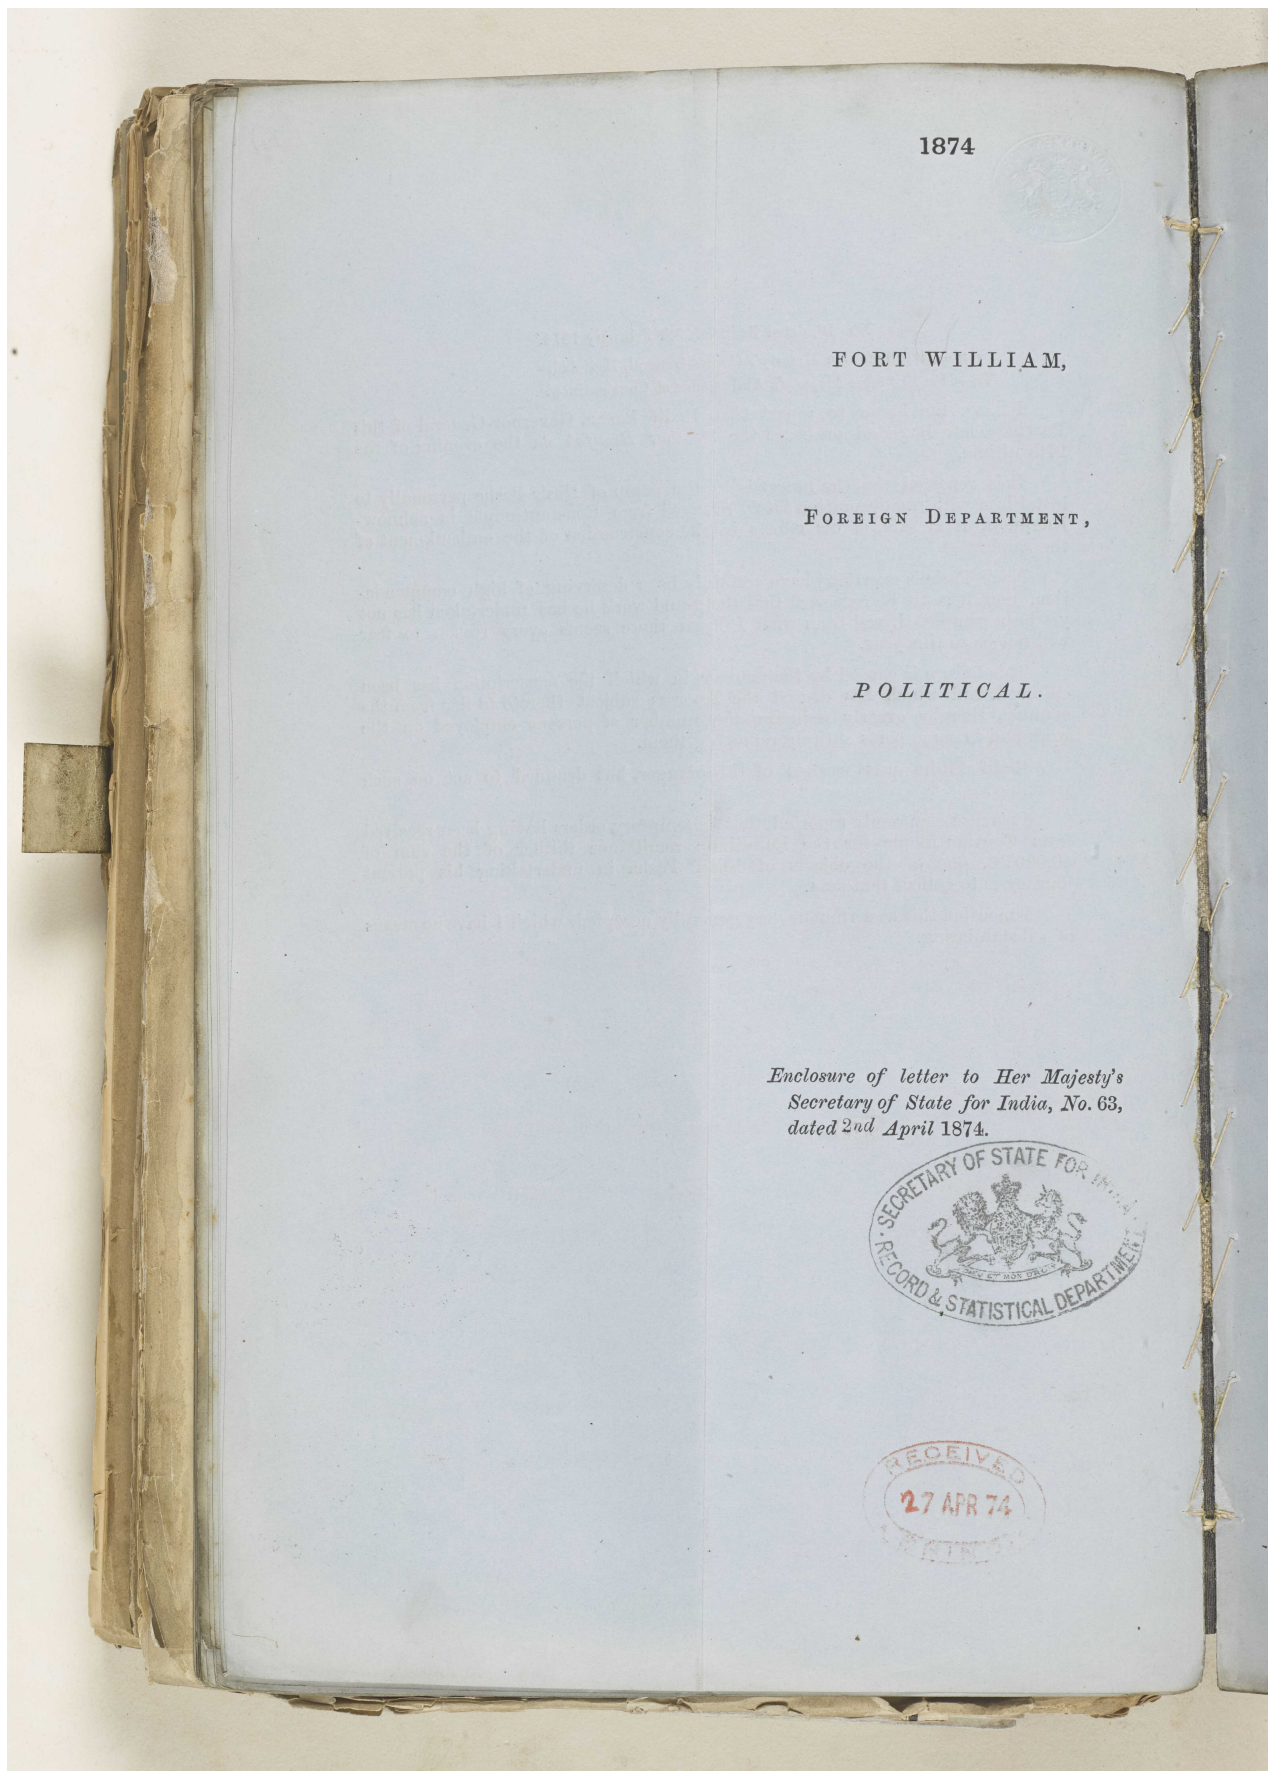 1874
FORT WILLIAM,
FOREIGN DEPARTMENT,
POLITICAL.
Enclosure of letter to Her Majesty's
Secretary of State for India, No. 63,
dated 2nd April 1874.
SECRETARY OF STATE FOR INDIA
RECORD & STATISTICAL DEPARTMENT
RECEIVED
27 APR 74